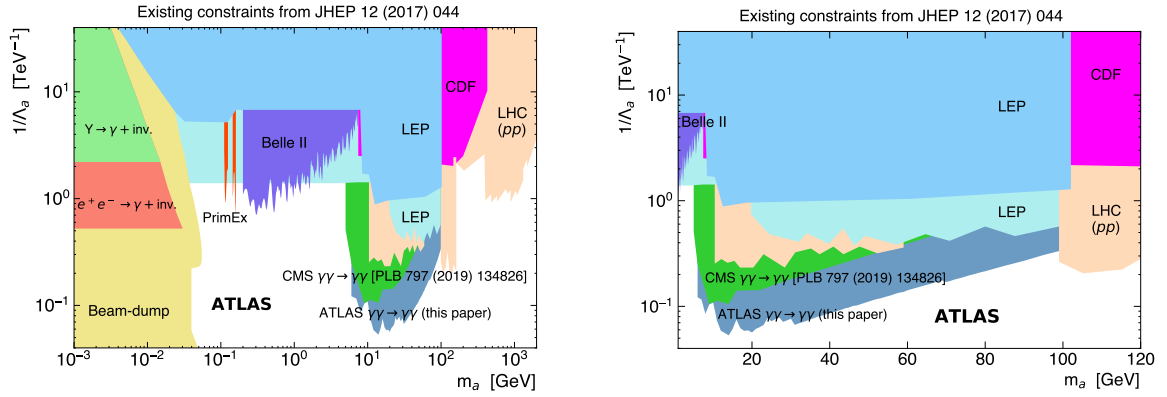 Existing constraints from JHEP 12 (2017) 044
1/Λₐ [TeV⁻¹]
10¹
10⁰
10⁻¹
ϒ → γ + inv.
e⁺e⁻ → γ + inv.
Beam-dump
PrimEx
Belle II
LEP
LEP
CDF
LHC
(pp)
CMS γγ → γγ [PLB 797 (2019) 134826]
ATLAS γγ → γγ (this paper)
ATLAS
10⁻³ 10⁻² 10⁻¹ 10⁰ 10¹ 10² 10³
mₐ [GeV]
Existing constraints from JHEP 12 (2017) 044
1/Λₐ [TeV⁻¹]
10¹
10⁰
10⁻¹
Belle II
LEP
CDF
LEP
LHC
(pp)
CMS γγ → γγ [PLB 797 (2019) 134826]
ATLAS γγ → γγ (this paper)
ATLAS
20 40 60 80 100 120
mₐ [GeV]